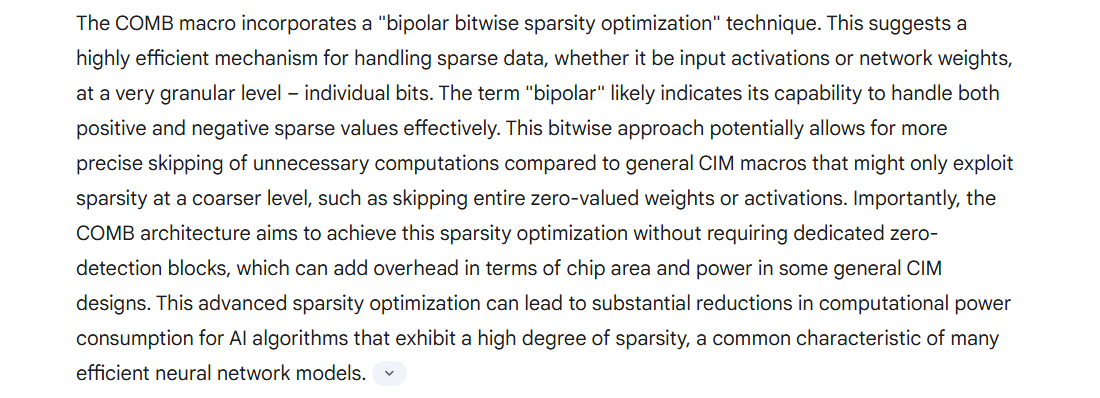 The COMB macro incorporates a "bipolar bitwise sparsity optimization" technique. This suggests a
highly efficient mechanism for handling sparse data, whether it be input activations or network weights,
at a very granular level – individual bits. The term "bipolar" likely indicates its capability to handle both
positive and negative sparse values effectively. This bitwise approach potentially allows for more
precise skipping of unnecessary computations compared to general CIM macros that might only exploit
sparsity at a coarser level, such as skipping entire zero-valued weights or activations. Importantly, the
COMB architecture aims to achieve this sparsity optimization without requiring dedicated zero-
detection blocks, which can add overhead in terms of chip area and power in some general CIM
designs. This advanced sparsity optimization can lead to substantial reductions in computational power
consumption for AI algorithms that exhibit a high degree of sparsity, a common characteristic of many
efficient neural network models.